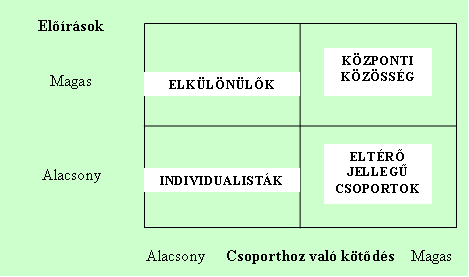 Előírások
Magas
ELKÜLÖNÜLŐK
KÖZPONTI
KÖZÖSSÉG
Alacsony
INDIVIDUALISTÁK
ELTÉRŐ
JELLEGŰ
CSOPORTOK
Alacsony Csoporthoz való kötődés Magas